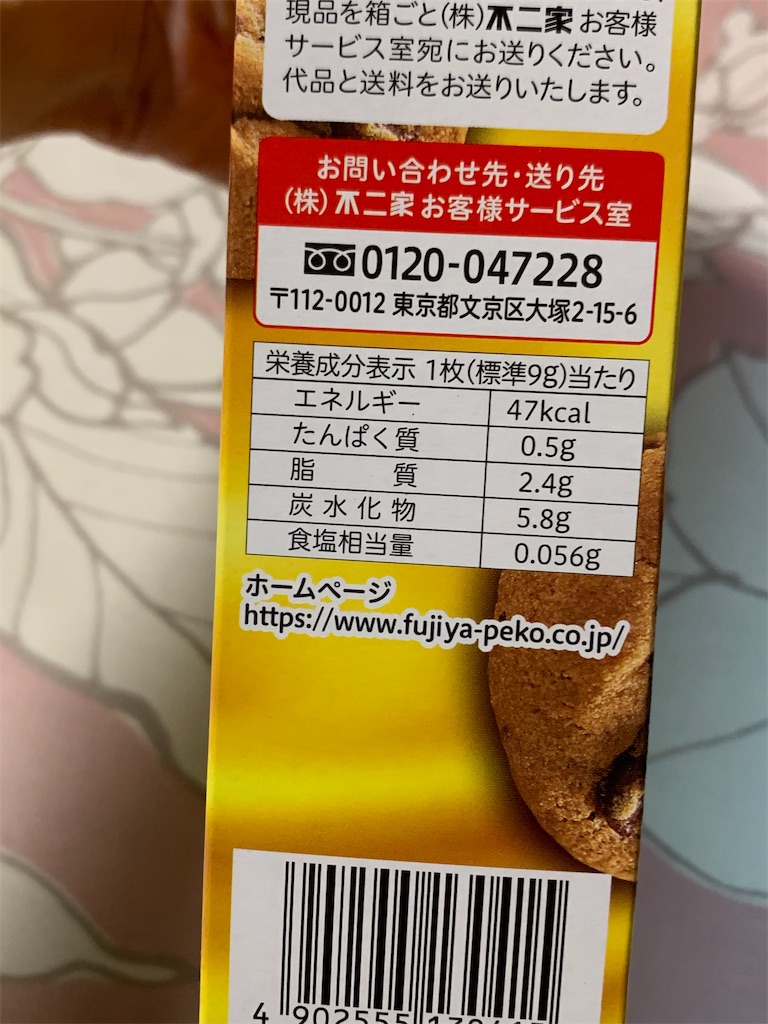 現品を箱ごと(株)不二家お客様
サービス室宛にお送りください。
代品と送料をお送りいたします。
お問い合わせ先・送り先
(株)不二家お客様サービス室
0120-047228
〒112-0012 東京都文京区大塚2-15-6
栄養成分表示 1枚(標準9g)当たり
エネルギー 47kcal
たんぱく質 0.5g
脂質 2.4g
炭水化物 5.8g
食塩相当量 0.056g
ホームページ
https://www.fujiya-peko.co.jp/
4 902555